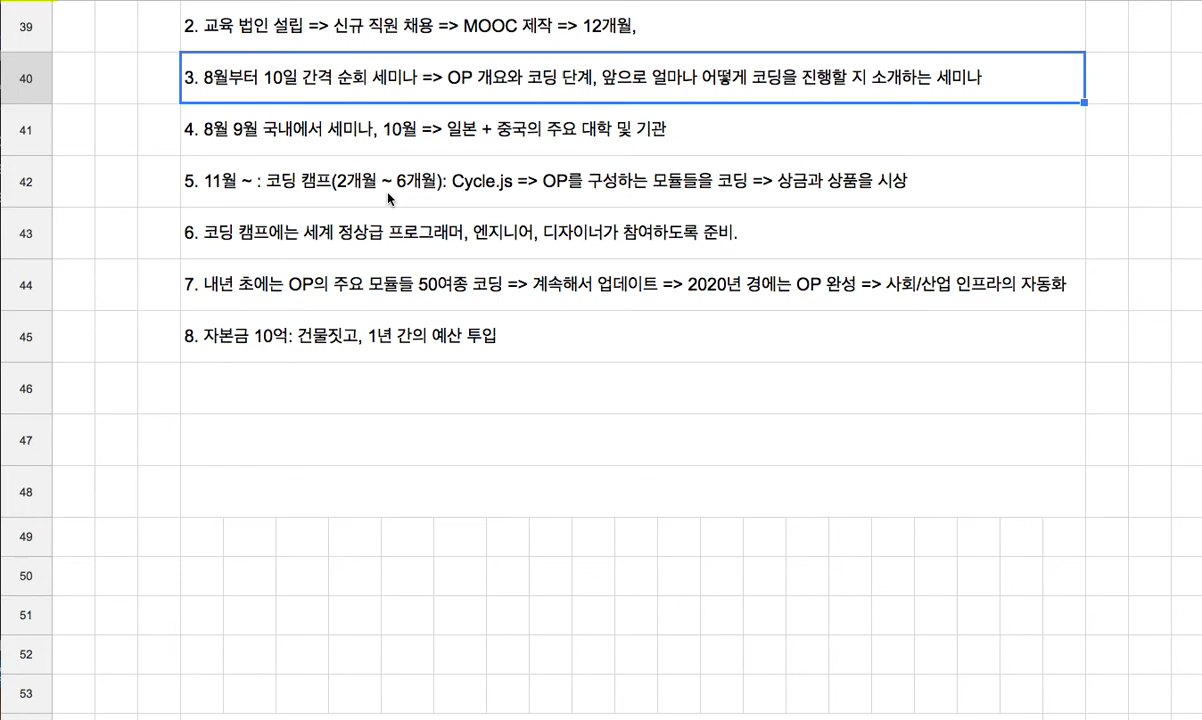 39 2. 교육 법인 설립 => 신규 직원 채용 => MOOC 제작 => 12개월,
40 3. 8월부터 10일 간격 순회 세미나 => OP 개요와 코딩 단계, 앞으로 얼마나 어떻게 코딩을 진행할 지 소개하는 세미나
41 4. 8월 9월 국내에서 세미나, 10월 => 일본 + 중국의 주요 대학 및 기관
42 5. 11월 ~ : 코딩 캠프(2개월 ~ 6개월): Cycle.js => OP를 구성하는 모듈들을 코딩 => 상금과 상품을 시상
43 6. 코딩 캠프에는 세계 정상급 프로그래머, 엔지니어, 디자이너가 참여하도록 준비.
44 7. 내년 초에는 OP의 주요 모듈들 50여종 코딩 => 계속해서 업데이트 => 2020년 경에는 OP 완성 => 사회/산업 인프라의 자동화
45 8. 자본금 10억: 건물짓고, 1년 간의 예산 투입
46
47
48
49
50
51
52
53